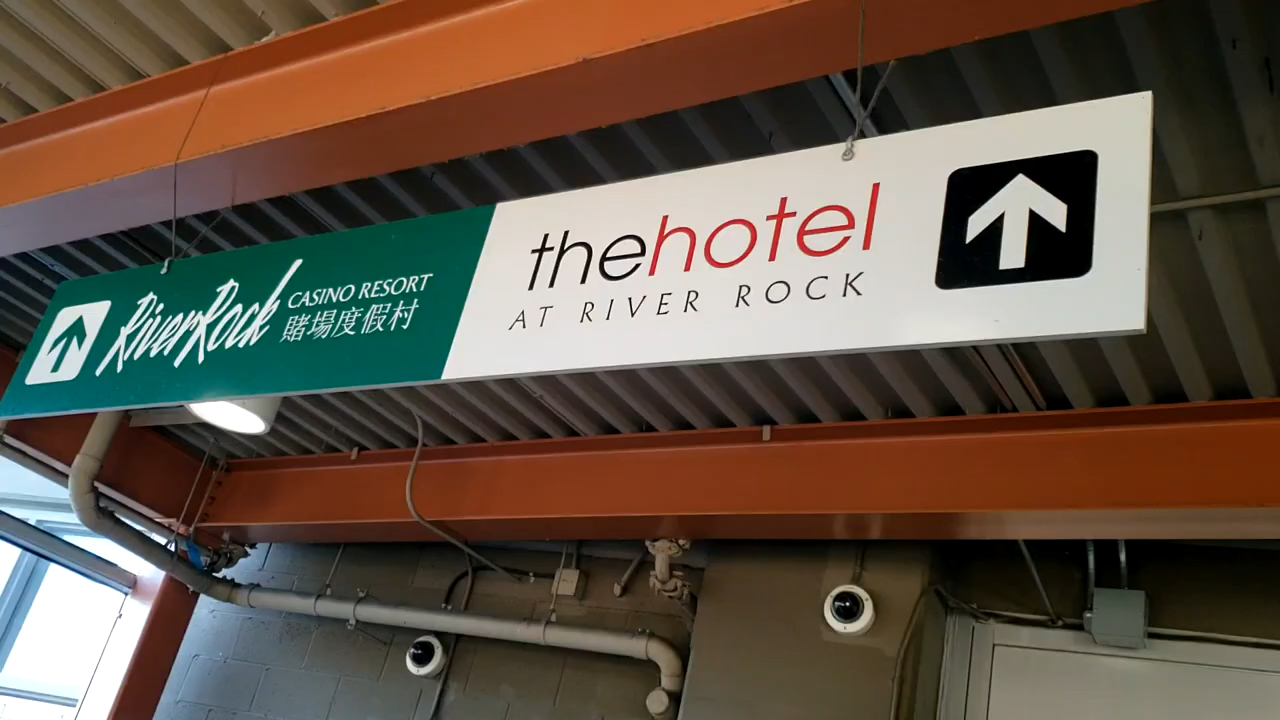 RiverRock
CASINO RESORT
賭場度假村
thehotel
AT RIVER ROCK